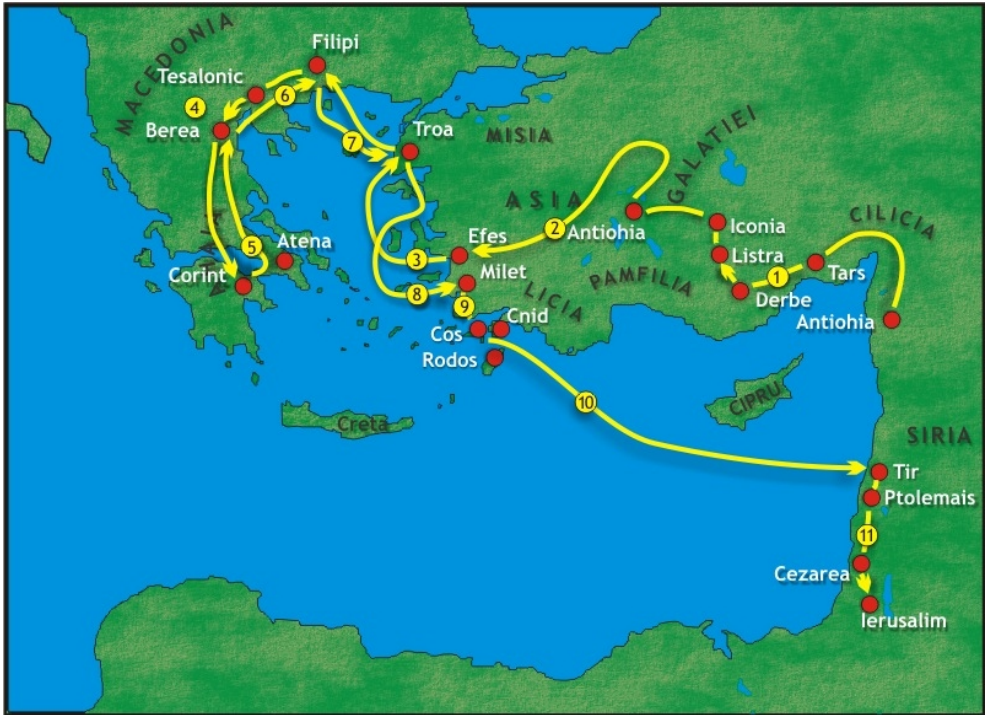 MACEDONIA
Filipi
Tesalonic
6
4
Berea
7
Troa
MISIA
GALATIEI
ASIA
CILICIA
2
Antiohia
Iconia
Efes
Listra
Atena
5
3
1
Tars
Milet
PAMFILIA
Corint
8
LICIA
Derbe
9
Antiohia
Cnid
Cos
Rodos
10
CIPRU
Creta
SIRIA
Tir
Ptolemais
11
Cezarea
Ierusalim